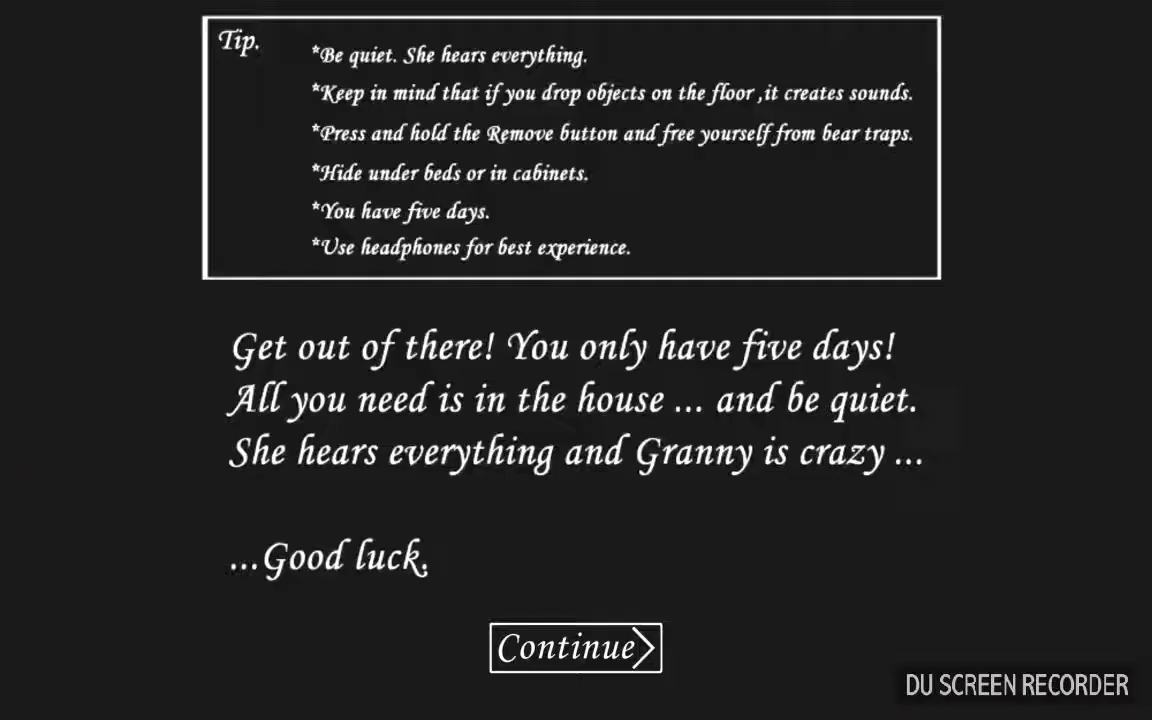 Tip.
*Be quiet. She hears everything.
*Keep in mind that if you drop objects on the floor ,it creates sounds.
*Press and hold the Remove button and free yourself from bear traps.
*Hide under beds or in cabinets.
*You have five days.
*Use headphones for best experience.
Get out of there! You only have five days!
All you need is in the house ... and be quiet.
She hears everything and Granny is crazy ...
...Good luck.
Continue>
DU SCREEN RECORDER